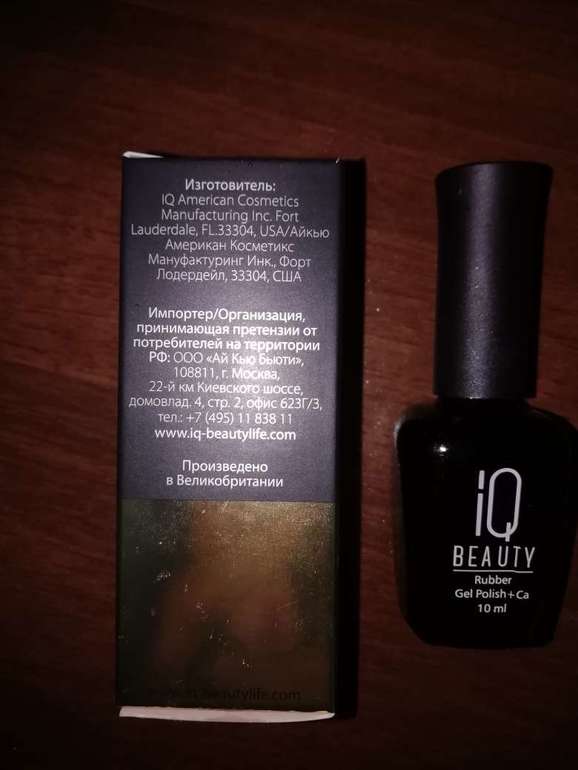 Изготовитель:
IQ American Cosmetics
Manufacturing Inc. Fort
Lauderdale, FL.33304, USA/Айкью
Американ Косметикс
Мануфактуринг Инк., Форт
Лодердейл, 33304, США
Импортер/Организация,
принимающая претензии от
потребителей на территории
РФ: ООО «Ай Кью Бьюти»,
108811, г. Москва,
22-й км Киевского шоссе,
домовлад. 4, стр. 2, офис 623Г/3,
тел.: +7 (495) 11 838 11
www.iq-beautylife.com
Произведено
в Великобритании
iQ
BEAUTY
Rubber
Gel Polish+Ca
10 ml